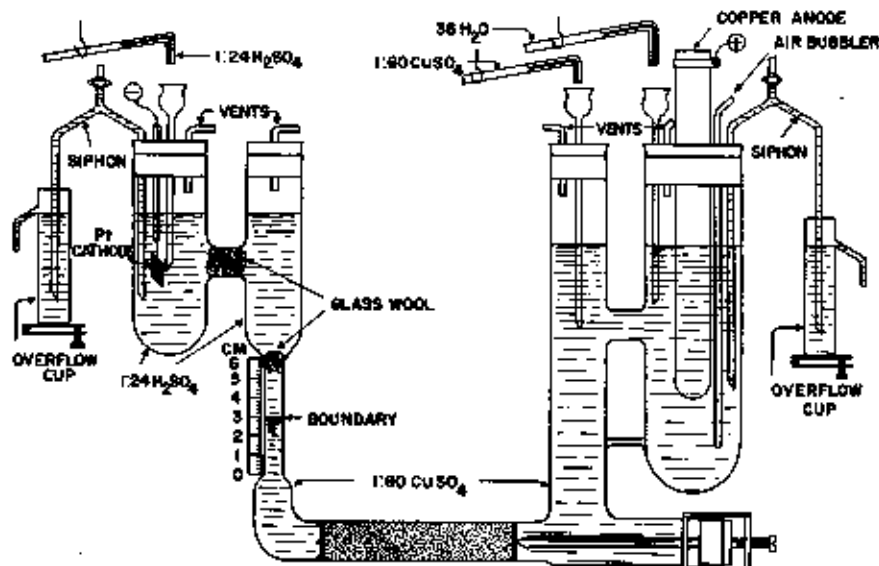 COPPER ANODE
AIR BUBBLER
36 H₂O
1:80 CuSO₄
1:24 H₂SO₄
VENTS
VENTS
SIPHON
SIPHON
Pt
CATHODE
GLASS WOOL
OVERFLOW
CUP
1:24 H₂SO₄
CM
6
5
4
3
2
1
0
BOUNDARY
OVERFLOW
CUP
1:80 CuSO₄